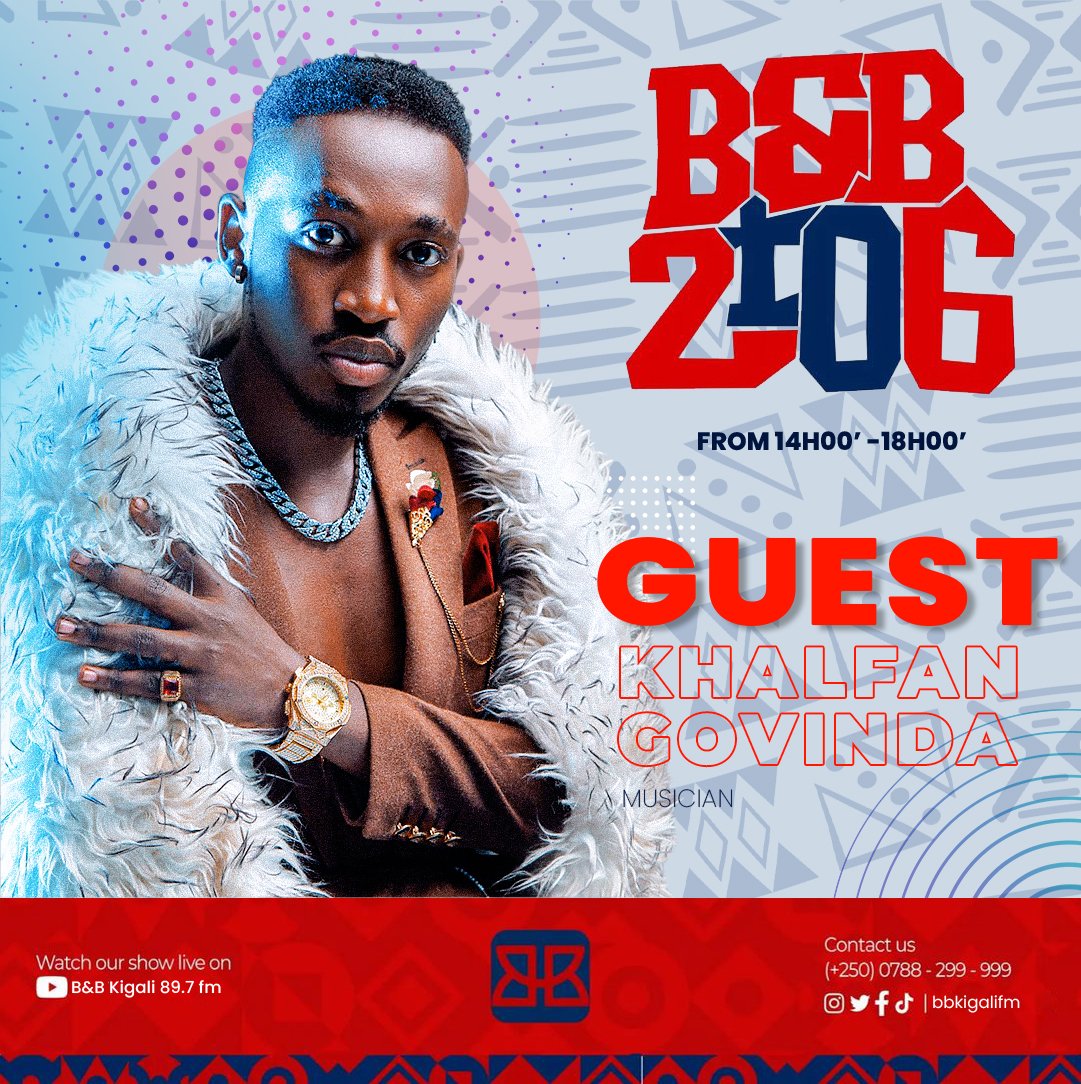 B&B
2TO6
FROM 14H00’ -18H00’
GUEST
KHALFAN
GOVINDA
MUSICIAN
Watch our show live on
B&B Kigali 89.7 fm
B&B
Contact us
(+250) 0788 - 299 - 999
| bbkigalifm